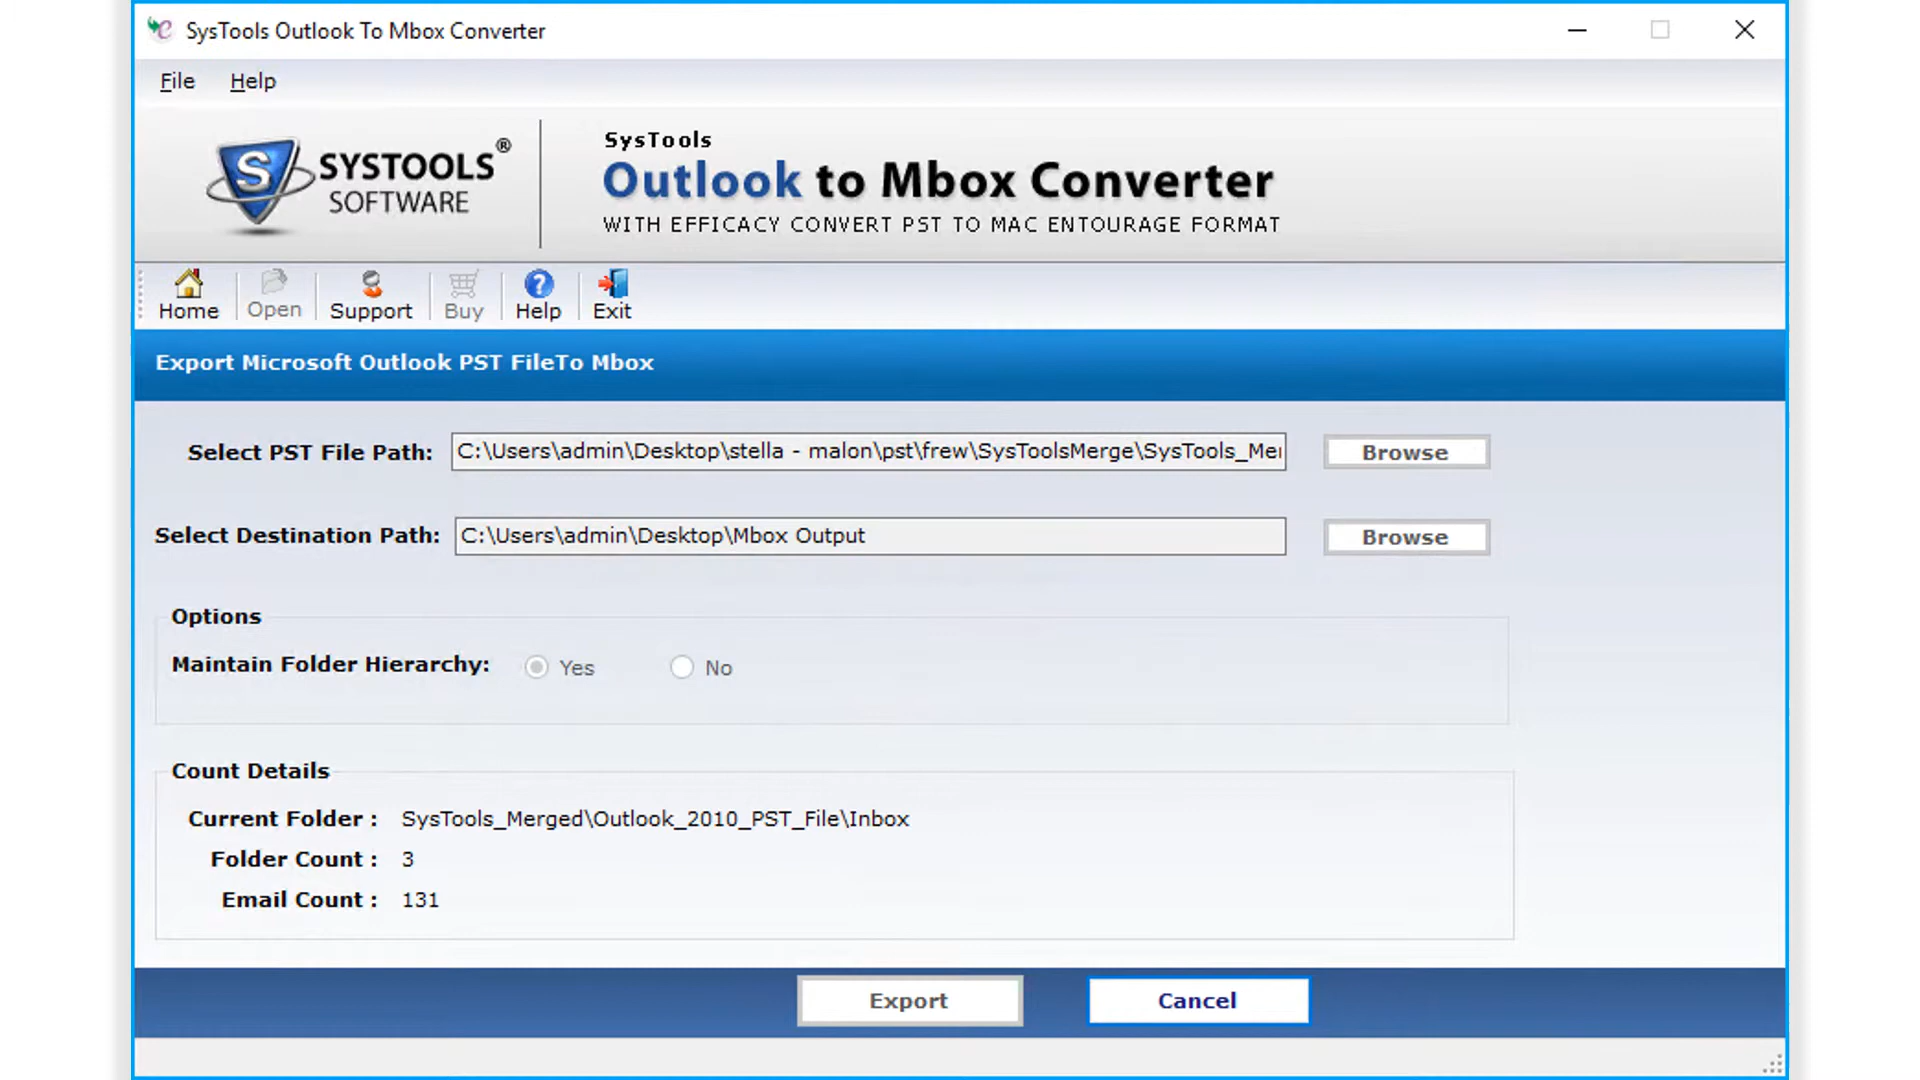 SysTools Outlook To Mbox Converter
File Help
SYSTOOLS®
SOFTWARE
SysTools
Outlook to Mbox Converter
WITH EFFICACY CONVERT PST TO MAC ENTOURAGE FORMAT
Home Open Support Buy Help Exit
Export Microsoft Outlook PST FileTo Mbox
Select PST File Path: C:\Users\admin\Desktop\stella - malon\pst\frew\SysToolsMerge\SysTools_Mer Browse
Select Destination Path: C:\Users\admin\Desktop\Mbox Output Browse
Options
Maintain Folder Hierarchy: Yes No
Count Details
Current Folder : SysTools_Merged\Outlook_2010_PST_File\Inbox
Folder Count : 3
Email Count : 131
Export Cancel